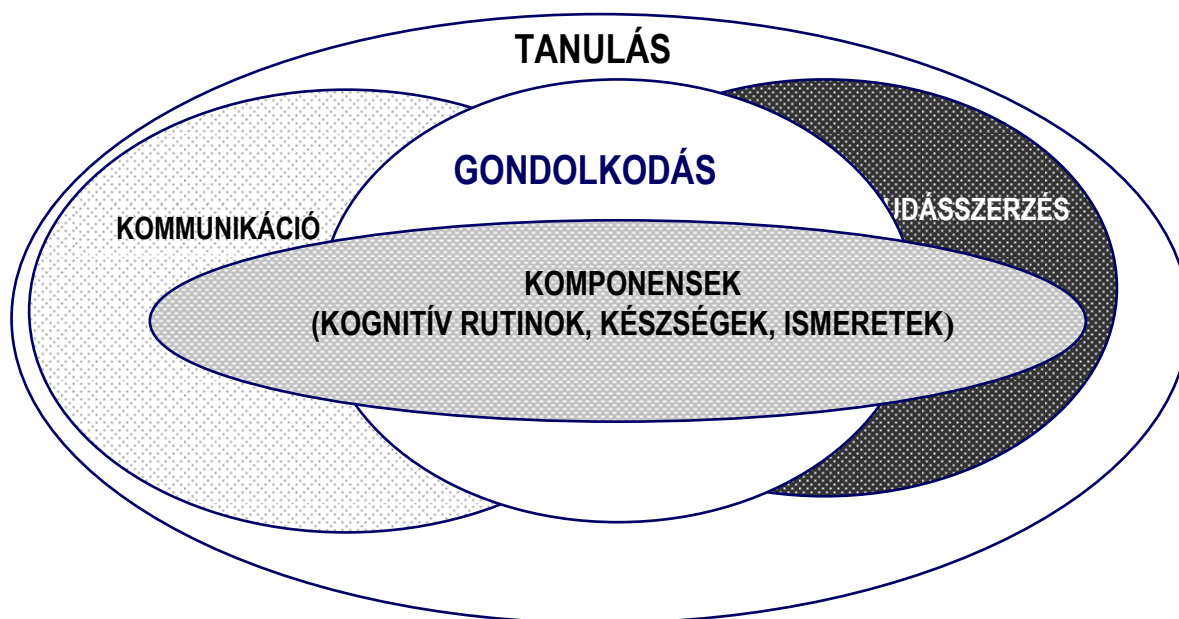 TANULÁS
GONDOLKODÁS
UDÁSSZERZÉS
KOMMUNIKÁCIÓ
KOMPONENSEK
(KOGNITÍV RUTINOK, KÉSZSÉGEK, ISMERETEK)